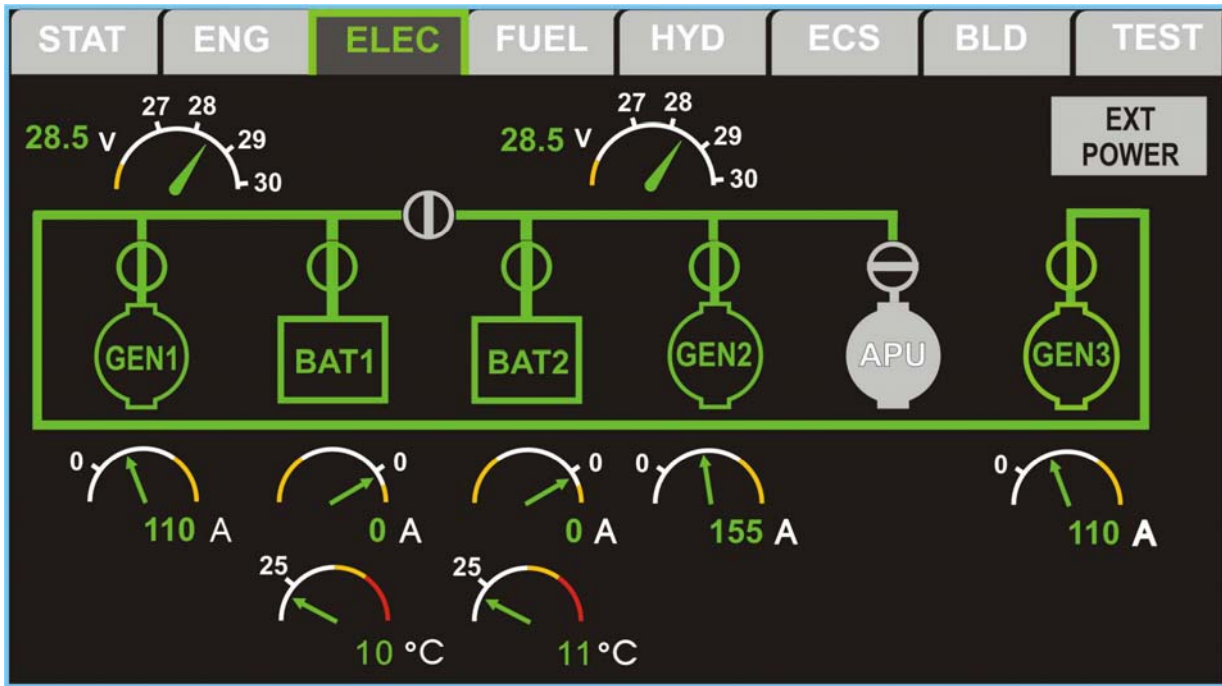 STAT ENG ELEC FUEL HYD ECS BLD TEST
27 28 27 28
28.5 V 29 28.5 V 29
30 30
EXT
POWER
GEN1 BAT1 BAT2 GEN2 APU GEN3
0 0 0 0 0
110 A 0 A 0 A 155 A 110 A
25 25
10 °C 11 °C